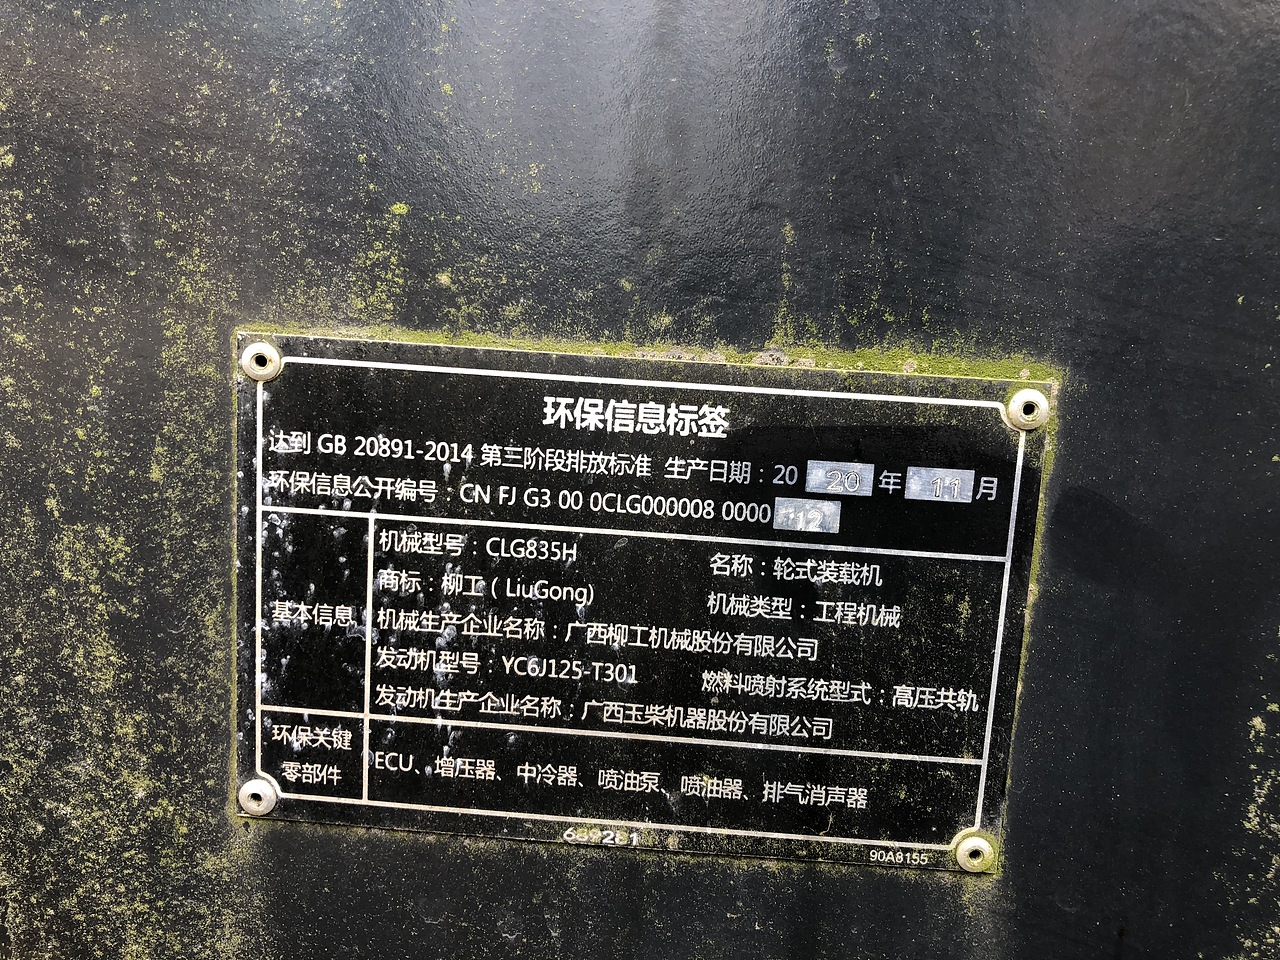 环保信息标签
达到 GB 20891-2014 第三阶段排放标准 生产日期：20 20 年 11 月
环保信息公开编号：CN FJ G3 00 0CLG000008 0000 12
基本信息
机械型号：CLG835H 名称：轮式装载机
商标：柳工（LiuGong) 机械类型：工程机械
机械生产企业名称：广西柳工机械股份有限公司
发动机型号：YC6J125-T301 燃料喷射系统型式：高压共轨
发动机生产企业名称：广西玉柴机器股份有限公司
环保关键
零部件
ECU、增压器、中冷器、喷油泵、喷油器、排气消声器
90A8155